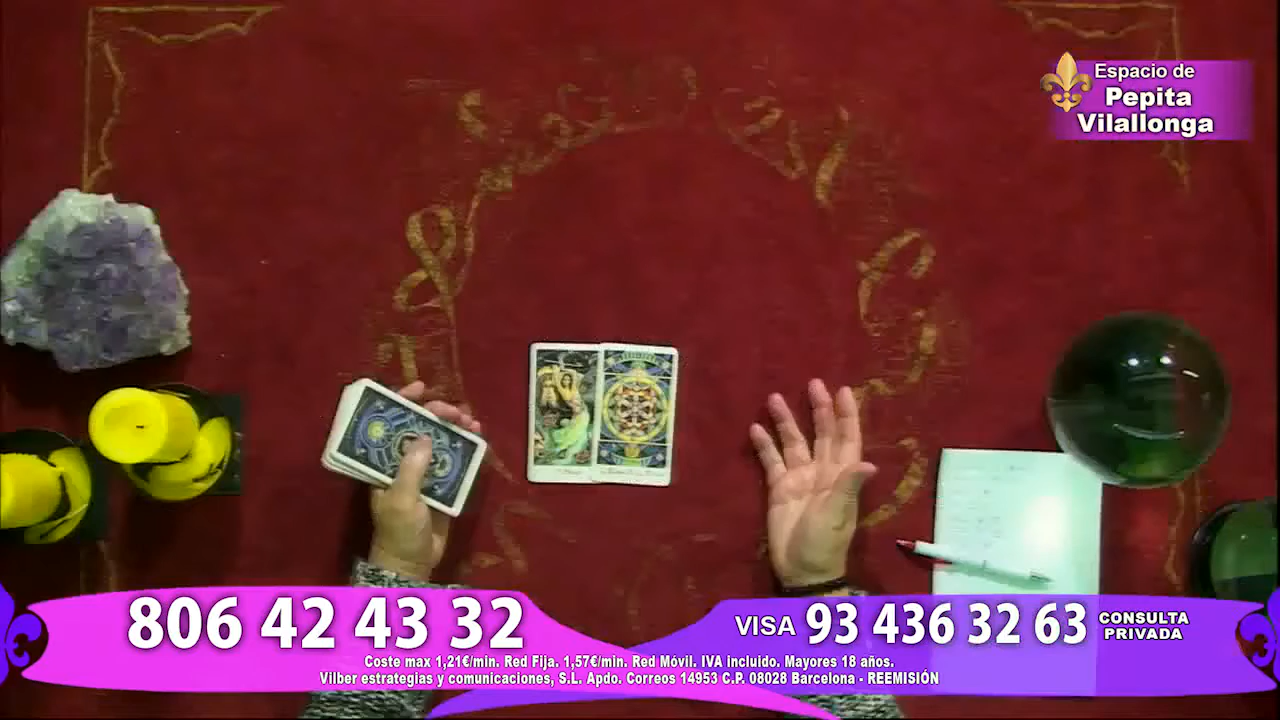 Espacio de
Pepita
Vilallonga
806 42 43 32
VISA 93 436 32 63 CONSULTA PRIVADA
Coste max 1,21€/min. Red Fija. 1,57€/min. Red Móvil. IVA incluido. Mayores 18 años.
Vilber estrategias y comunicaciones, S.L. Apdo. Correos 14953 C.P. 08028 Barcelona - REEMISIÓN